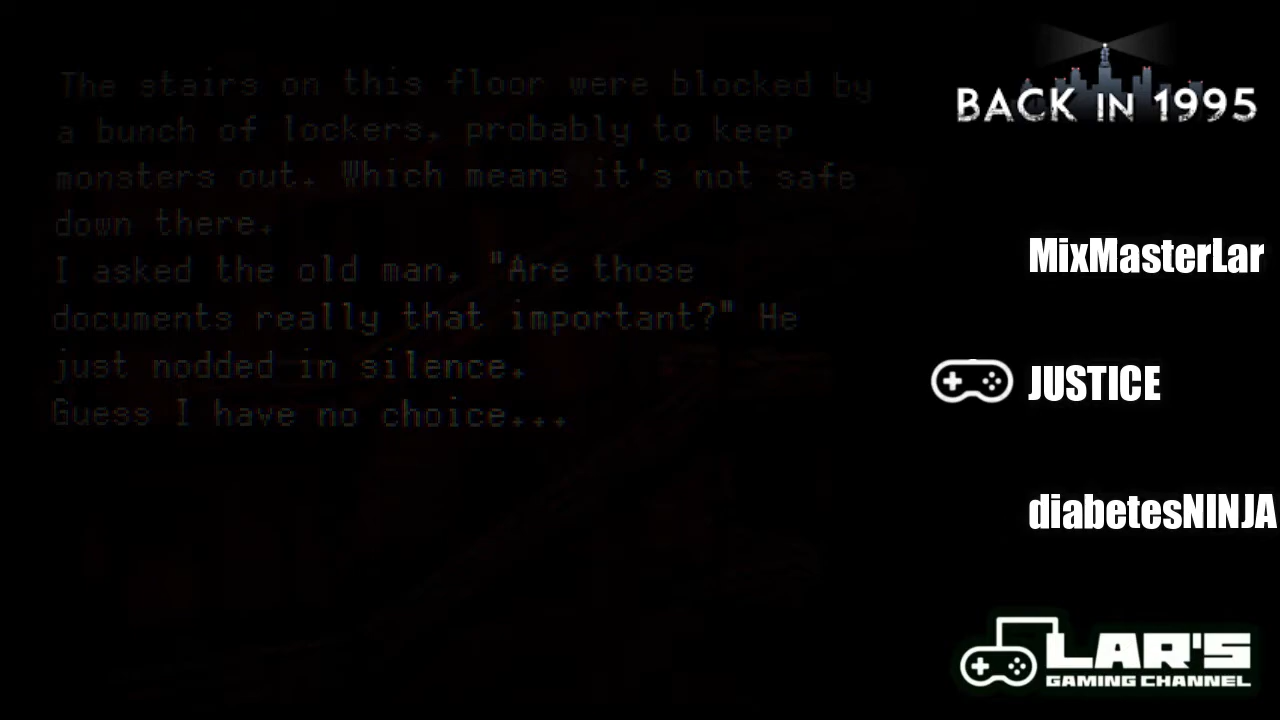 The stairs on this floor were blocked by
a bunch of lockers, probably to keep
monsters out. Which means it's not safe
down there.
I asked the old man, "Are those
documents really that important?" He
just nodded in silence.
Guess I have no choice...
BACK IN 1995
MixMasterLar
JUSTICE
diabetesNINJA
LAR'S
GAMING CHANNEL